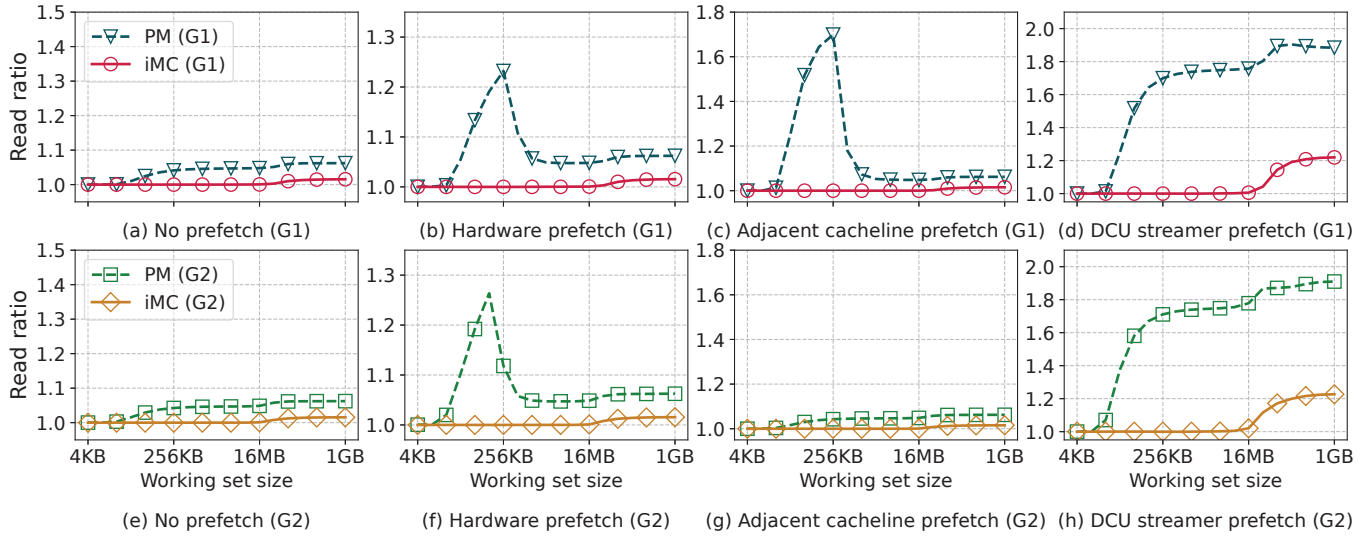 Read ratio
1.5
1.4
1.3
1.2
1.1
1.0
PM (G1)
iMC (G1)
(a) No prefetch (G1)
1.3
1.2
1.1
1.0
(b) Hardware prefetch (G1)
1.8
1.6
1.4
1.2
1.0
(c) Adjacent cacheline prefetch (G1)
2.0
1.8
1.6
1.4
1.2
1.0
(d) DCU streamer prefetch (G1)
Read ratio
1.5
1.4
1.3
1.2
1.1
1.0
PM (G2)
iMC (G2)
4KB 256KB 16MB 1GB
Working set size
(e) No prefetch (G2)
1.3
1.2
1.1
1.0
4KB 256KB 16MB 1GB
Working set size
(f) Hardware prefetch (G2)
1.8
1.6
1.4
1.2
1.0
4KB 256KB 16MB 1GB
Working set size
(g) Adjacent cacheline prefetch (G2)
2.0
1.8
1.6
1.4
1.2
1.0
4KB 256KB 16MB 1GB
Working set size
(h) DCU streamer prefetch (G2)